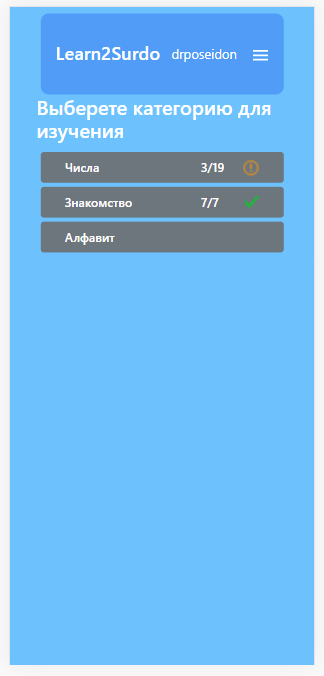 Learn2Surdo drposeidon
Выберете категорию для
изучения
Числа 3/19
Знакомство 7/7
Алфавит